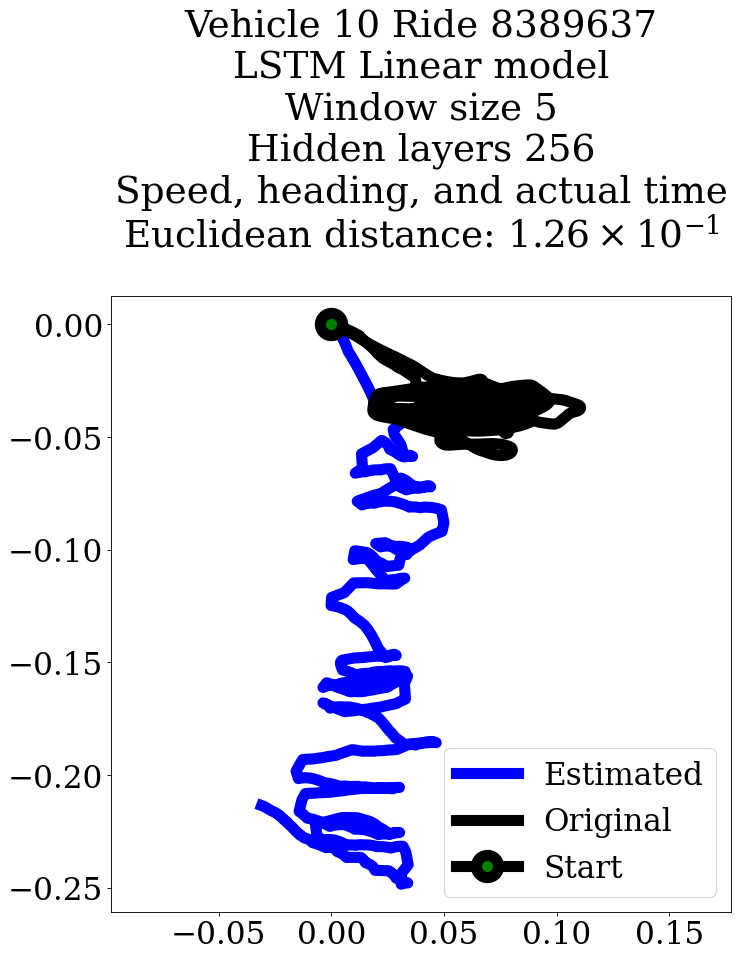 Vehicle 10 Ride 8389637
LSTM Linear model
Window size 5
Hidden layers 256
Speed, heading, and actual time
Euclidean distance: 1.26 × 10⁻¹
0.00
−0.05
−0.10
−0.15
−0.20
−0.25
Estimated
Original
Start
−0.05 0.00 0.05 0.10 0.15